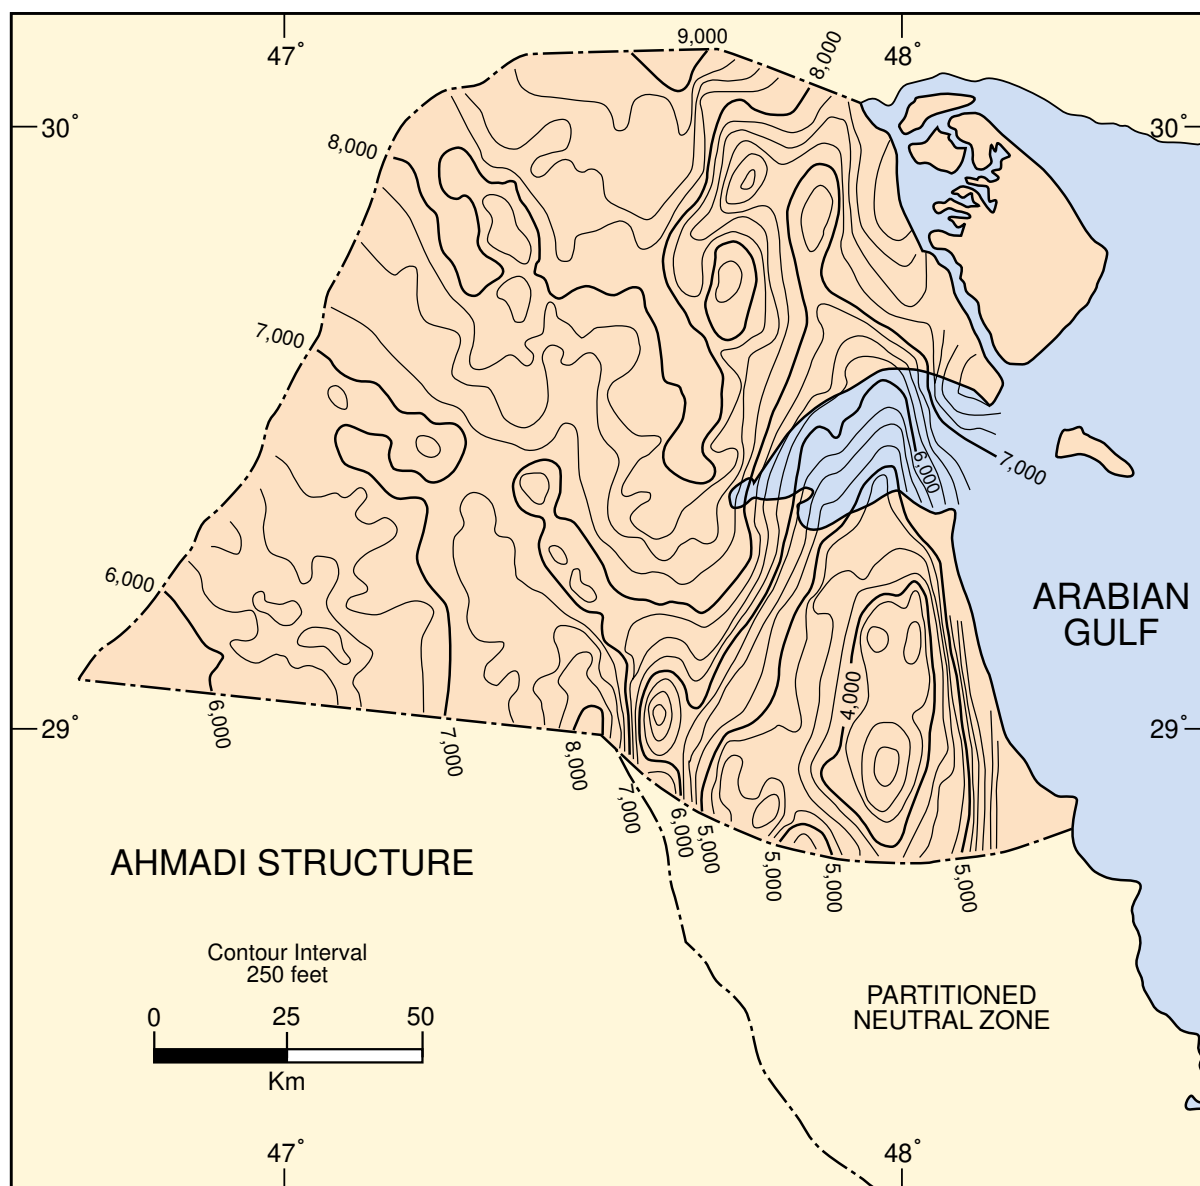 9,000
8,000
47°
48°
30°
30°
8,000
7,000
7,000
6,000
6,000
ARABIAN
GULF
4,000
29°
29°
6,000
7,000
8,000
7,000
6,000
5,000
5,000
5,000
5,000
AHMADI STRUCTURE
Contour Interval
250 feet
0 25 50
Km
PARTITIONED
NEUTRAL ZONE
47°
48°